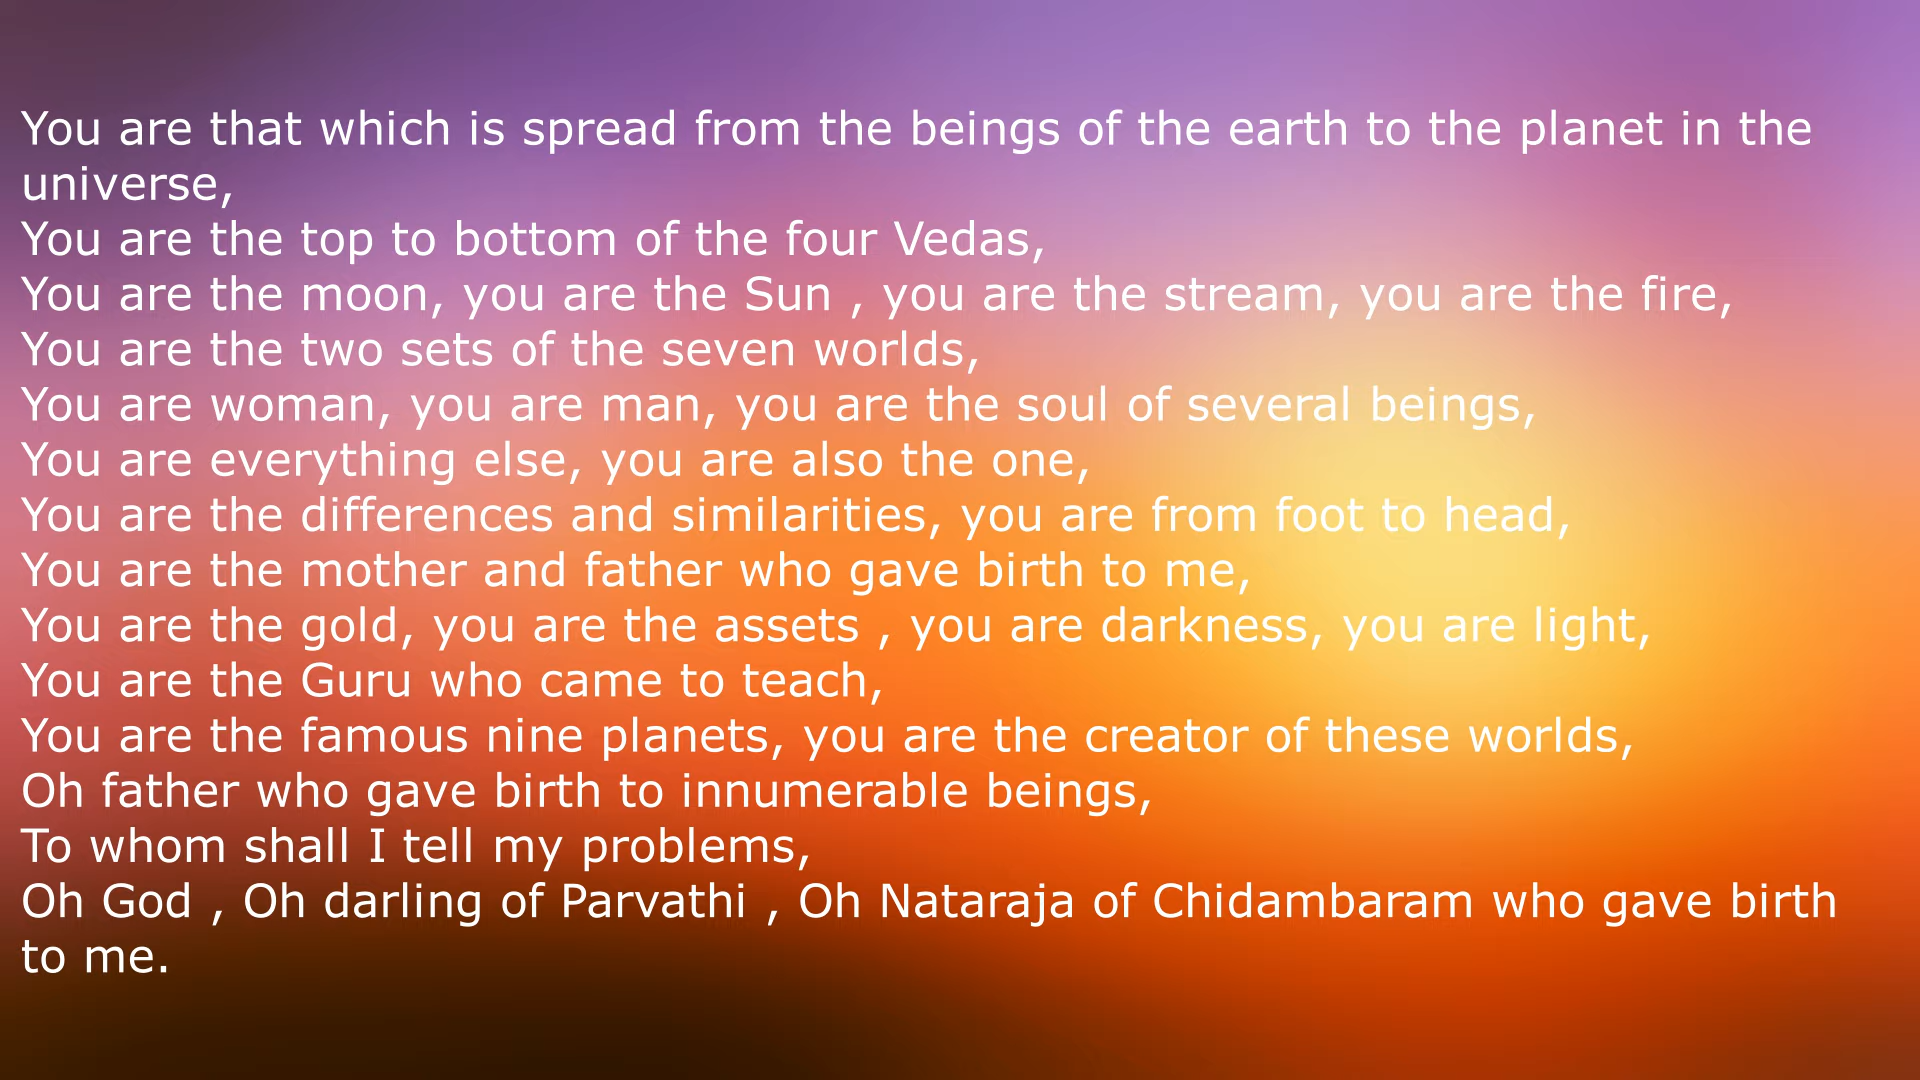 You are that which is spread from the beings of the earth to the planet in the
universe,
You are the top to bottom of the four Vedas,
You are the moon, you are the Sun , you are the stream, you are the fire,
You are the two sets of the seven worlds,
You are woman, you are man, you are the soul of several beings,
You are everything else, you are also the one,
You are the differences and similarities, you are from foot to head,
You are the mother and father who gave birth to me,
You are the gold, you are the assets , you are darkness, you are light,
You are the Guru who came to teach,
You are the famous nine planets, you are the creator of these worlds,
Oh father who gave birth to innumerable beings,
To whom shall I tell my problems,
Oh God , Oh darling of Parvathi , Oh Nataraja of Chidambaram who gave birth
to me.